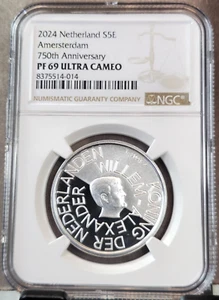 2024 Netherland S5E
Amersterdam
750th Anniversary
PF 69 ULTRA CAMEO
8375514-014
NUMISMATIC GUARANTY COMPANY
NGC
WILLEM-ALEXANDER
KONING DER NEDERLANDEN